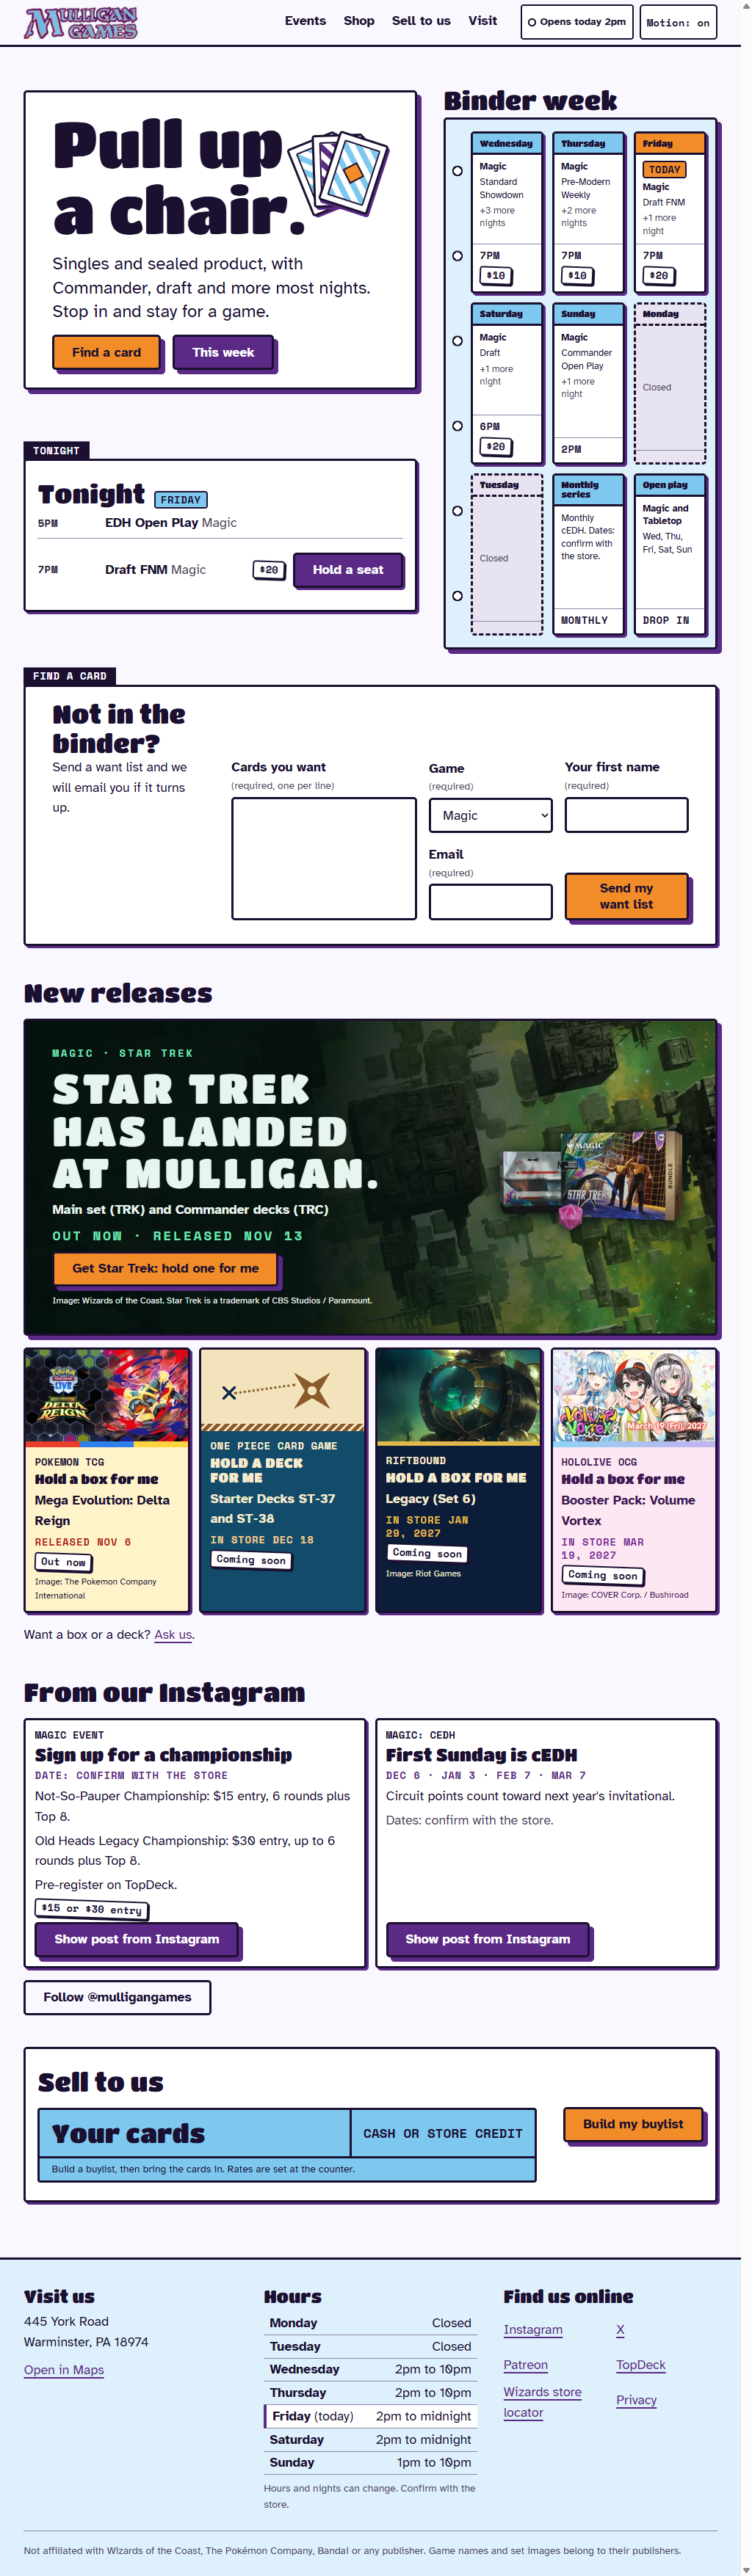 MULLIGAN
GAMES
Events
Shop
Sell to us
Visit
Opens today 2pm
Motion: on
Pull up
a chair.
Singles and sealed product, with
Commander, draft and more most nights.
Stop in and stay for a game.
Find a card
This week
Binder week
Wednesday
Magic
Standard
Showdown
+3 more
nights
7PM
$10
Thursday
Magic
Pre-Modern
Weekly
+2 more
nights
7PM
$10
Friday
TODAY
Magic
Draft FNM
+1 more
night
7PM
$20
Saturday
Magic
Draft
+1 more
night
6PM
$20
Sunday
Magic
Commander
Open Play
+1 more
night
2PM
Monday
Closed
Tuesday
Closed
Monthly
series
Monthly
cEDH. Dates:
confirm with
the store.
MONTHLY
Open play
Magic and
Tabletop
Wed, Thu,
Fri, Sat, Sun
DROP IN
TONIGHT
Tonight FRIDAY
5PM EDH Open Play Magic
7PM Draft FNM Magic $20 Hold a seat
FIND A CARD
Not in the
binder?
Send a want list and we
will email you if it turns
up.
Cards you want
(required, one per line)
Game
(required)
Magic
Email
(required)
Your first name
(required)
Send my
want list
New releases
MAGIC · STAR TREK
STAR TREK
HAS LANDED
AT MULLIGAN.
Main set (TRK) and Commander decks (TRC)
OUT NOW · RELEASED NOV 13
Get Star Trek: hold one for me
Image: Wizards of the Coast. Star Trek is a trademark of CBS Studios / Paramount.
MAGIC
STAR TREK
BUNDLE
POKÉMON
LIVE
DELTA
REIGN
POKEMON TCG
Hold a box for me
Mega Evolution: Delta
Reign
RELEASED NOV 6
Out now
Image: The Pokemon Company
International
ONE PIECE CARD GAME
HOLD A DECK
FOR ME
Starter Decks ST-37
and ST-38
IN STORE DEC 18
Coming soon
RIFTBOUND
HOLD A BOX FOR ME
Legacy (Set 6)
IN STORE JAN
29, 2027
Coming soon
Image: Riot Games
Volume
Vortex
March 19 (Fri), 2027
HOLOLIVE OCG
Hold a box for me
Booster Pack: Volume
Vortex
IN STORE MAR
19, 2027
Coming soon
Image: COVER Corp. / Bushiroad
Want a box or a deck? Ask us.
From our Instagram
MAGIC EVENT
Sign up for a championship
DATE: CONFIRM WITH THE STORE
Not-So-Pauper Championship: $15 entry, 6 rounds plus
Top 8.
Old Heads Legacy Championship: $30 entry, up to 6
rounds plus Top 8.
Pre-register on TopDeck.
$15 or $30 entry
Show post from Instagram
MAGIC: CEDH
First Sunday is cEDH
DEC 6 · JAN 3 · FEB 7 · MAR 7
Circuit points count toward next year's invitational.
Dates: confirm with the store.
Show post from Instagram
Follow @mulligangames
Sell to us
Your cards
CASH OR STORE CREDIT
Build a buylist, then bring the cards in. Rates are set at the counter.
Build my buylist
Visit us
445 York Road
Warminster, PA 18974
Open in Maps
Hours
Monday Closed
Tuesday Closed
Wednesday 2pm to 10pm
Thursday 2pm to 10pm
Friday (today) 2pm to midnight
Saturday 2pm to midnight
Sunday 1pm to 10pm
Hours and nights can change. Confirm with the
store.
Find us online
Instagram
X
Patreon
TopDeck
Wizards store
locator
Privacy
Not affiliated with Wizards of the Coast, The Pokémon Company, Bandai or any publisher. Game names and set images belong to their publishers.